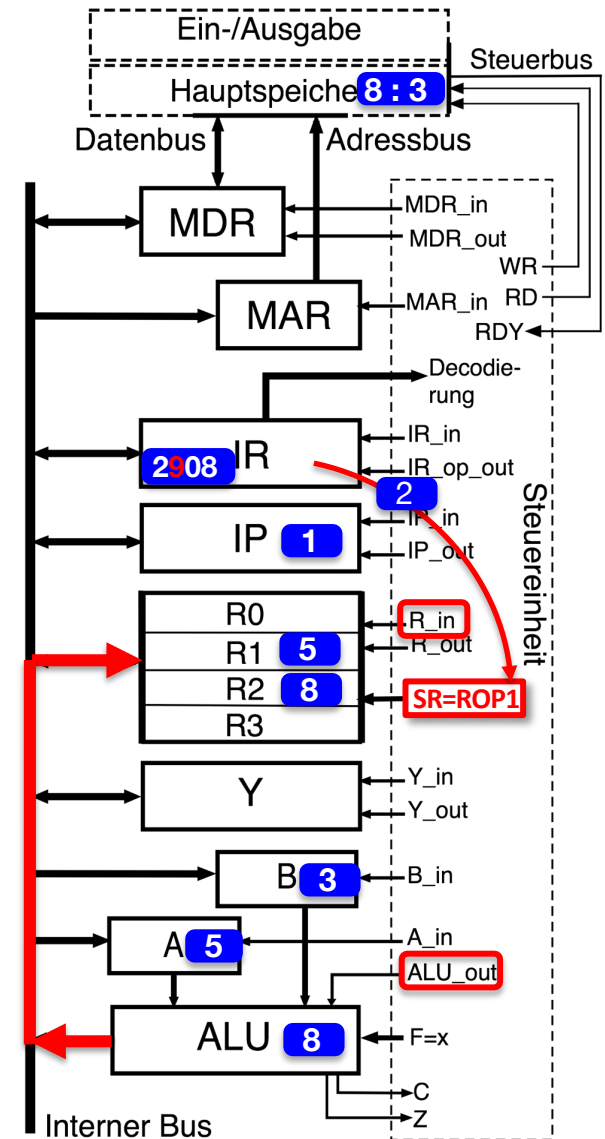 Ein-/Ausgabe
Steuerbus
Hauptspeiche 8 : 3
Datenbus
Adressbus
MDR
MDR_in
MDR_out
WR
RD
MAR
MAR_in
RDY
Decodie-
rung
IR
2908
IR_in
IR_op_out
2
IP
1
IP_in
IP_out
Steuereinheit
R0
R_in
R1
5
R_out
R2
8
SR=ROP1
R3
Y
Y_in
Y_out
B
3
B_in
A
5
A_in
ALU_out
ALU
8
F=x
C
Z
Interner Bus